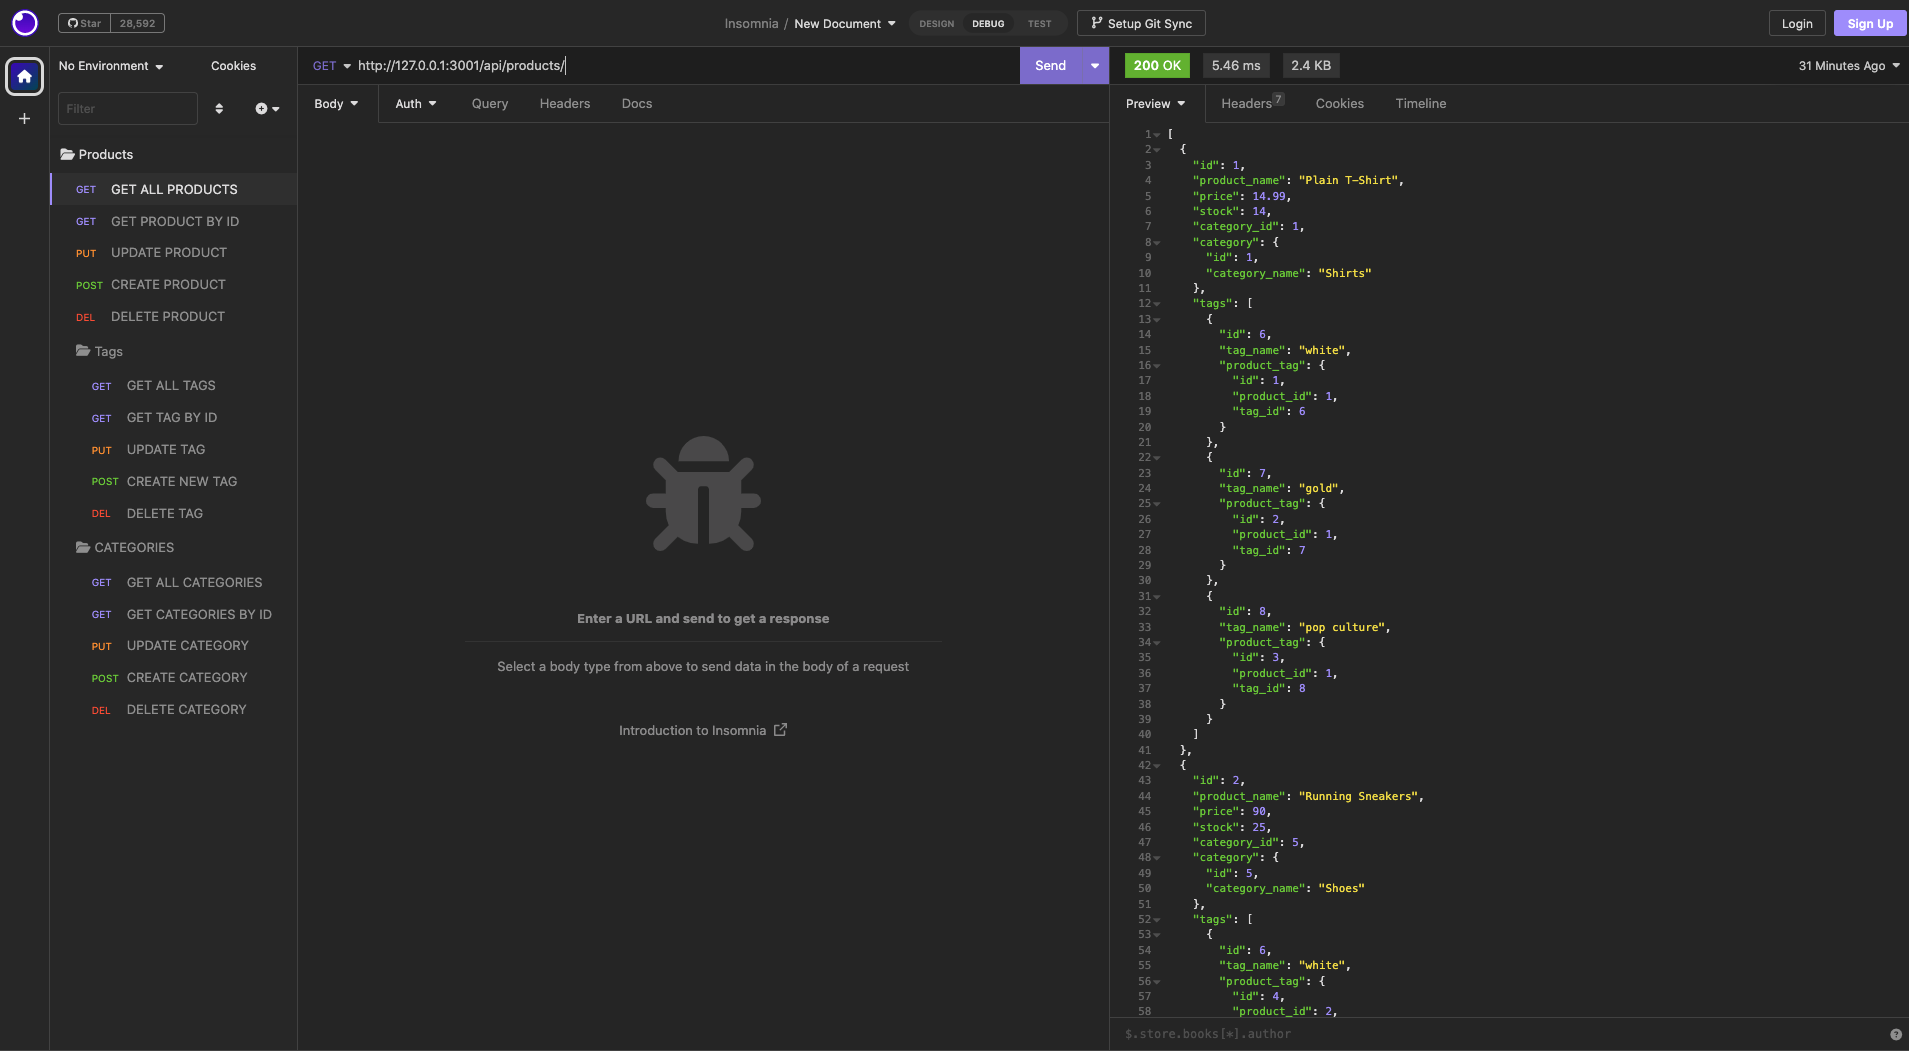 Star 28,592
Insomnia / New Document
DESIGN DEBUG TEST
Setup Git Sync
Login
Sign Up
No Environment
Cookies
Filter
Products
GET GET ALL PRODUCTS
GET GET PRODUCT BY ID
PUT UPDATE PRODUCT
POST CREATE PRODUCT
DEL DELETE PRODUCT
Tags
GET GET ALL TAGS
GET GET TAG BY ID
PUT UPDATE TAG
POST CREATE NEW TAG
DEL DELETE TAG
CATEGORIES
GET GET ALL CATEGORIES
GET GET CATEGORIES BY ID
PUT UPDATE CATEGORY
POST CREATE CATEGORY
DEL DELETE CATEGORY
GET http://127.0.0.1:3001/api/products/
Send
Body Auth Query Headers Docs
Enter a URL and send to get a response
Select a body type from above to send data in the body of a request
Introduction to Insomnia
200 OK 5.46 ms 2.4 KB
31 Minutes Ago
Preview Headers 7 Cookies Timeline
1 [
2 {
3 "id": 1,
4 "product_name": "Plain T-Shirt",
5 "price": 14.99,
6 "stock": 14,
7 "category_id": 1,
8 "category": {
9 "id": 1,
10 "category_name": "Shirts"
11 },
12 "tags": [
13 {
14 "id": 6,
15 "tag_name": "white",
16 "product_tag": {
17 "id": 1,
18 "product_id": 1,
19 "tag_id": 6
20 }
21 },
22 {
23 "id": 7,
24 "tag_name": "gold",
25 "product_tag": {
26 "id": 2,
27 "product_id": 1,
28 "tag_id": 7
29 }
30 },
31 {
32 "id": 8,
33 "tag_name": "pop culture",
34 "product_tag": {
35 "id": 3,
36 "product_id": 1,
37 "tag_id": 8
38 }
39 }
40 ]
41 },
42 {
43 "id": 2,
44 "product_name": "Running Sneakers",
45 "price": 90,
46 "stock": 25,
47 "category_id": 5,
48 "category": {
49 "id": 5,
50 "category_name": "Shoes"
51 },
52 "tags": [
53 {
54 "id": 6,
55 "tag_name": "white",
56 "product_tag": {
57 "id": 4,
58 "product_id": 2,
$.store.books[*].author